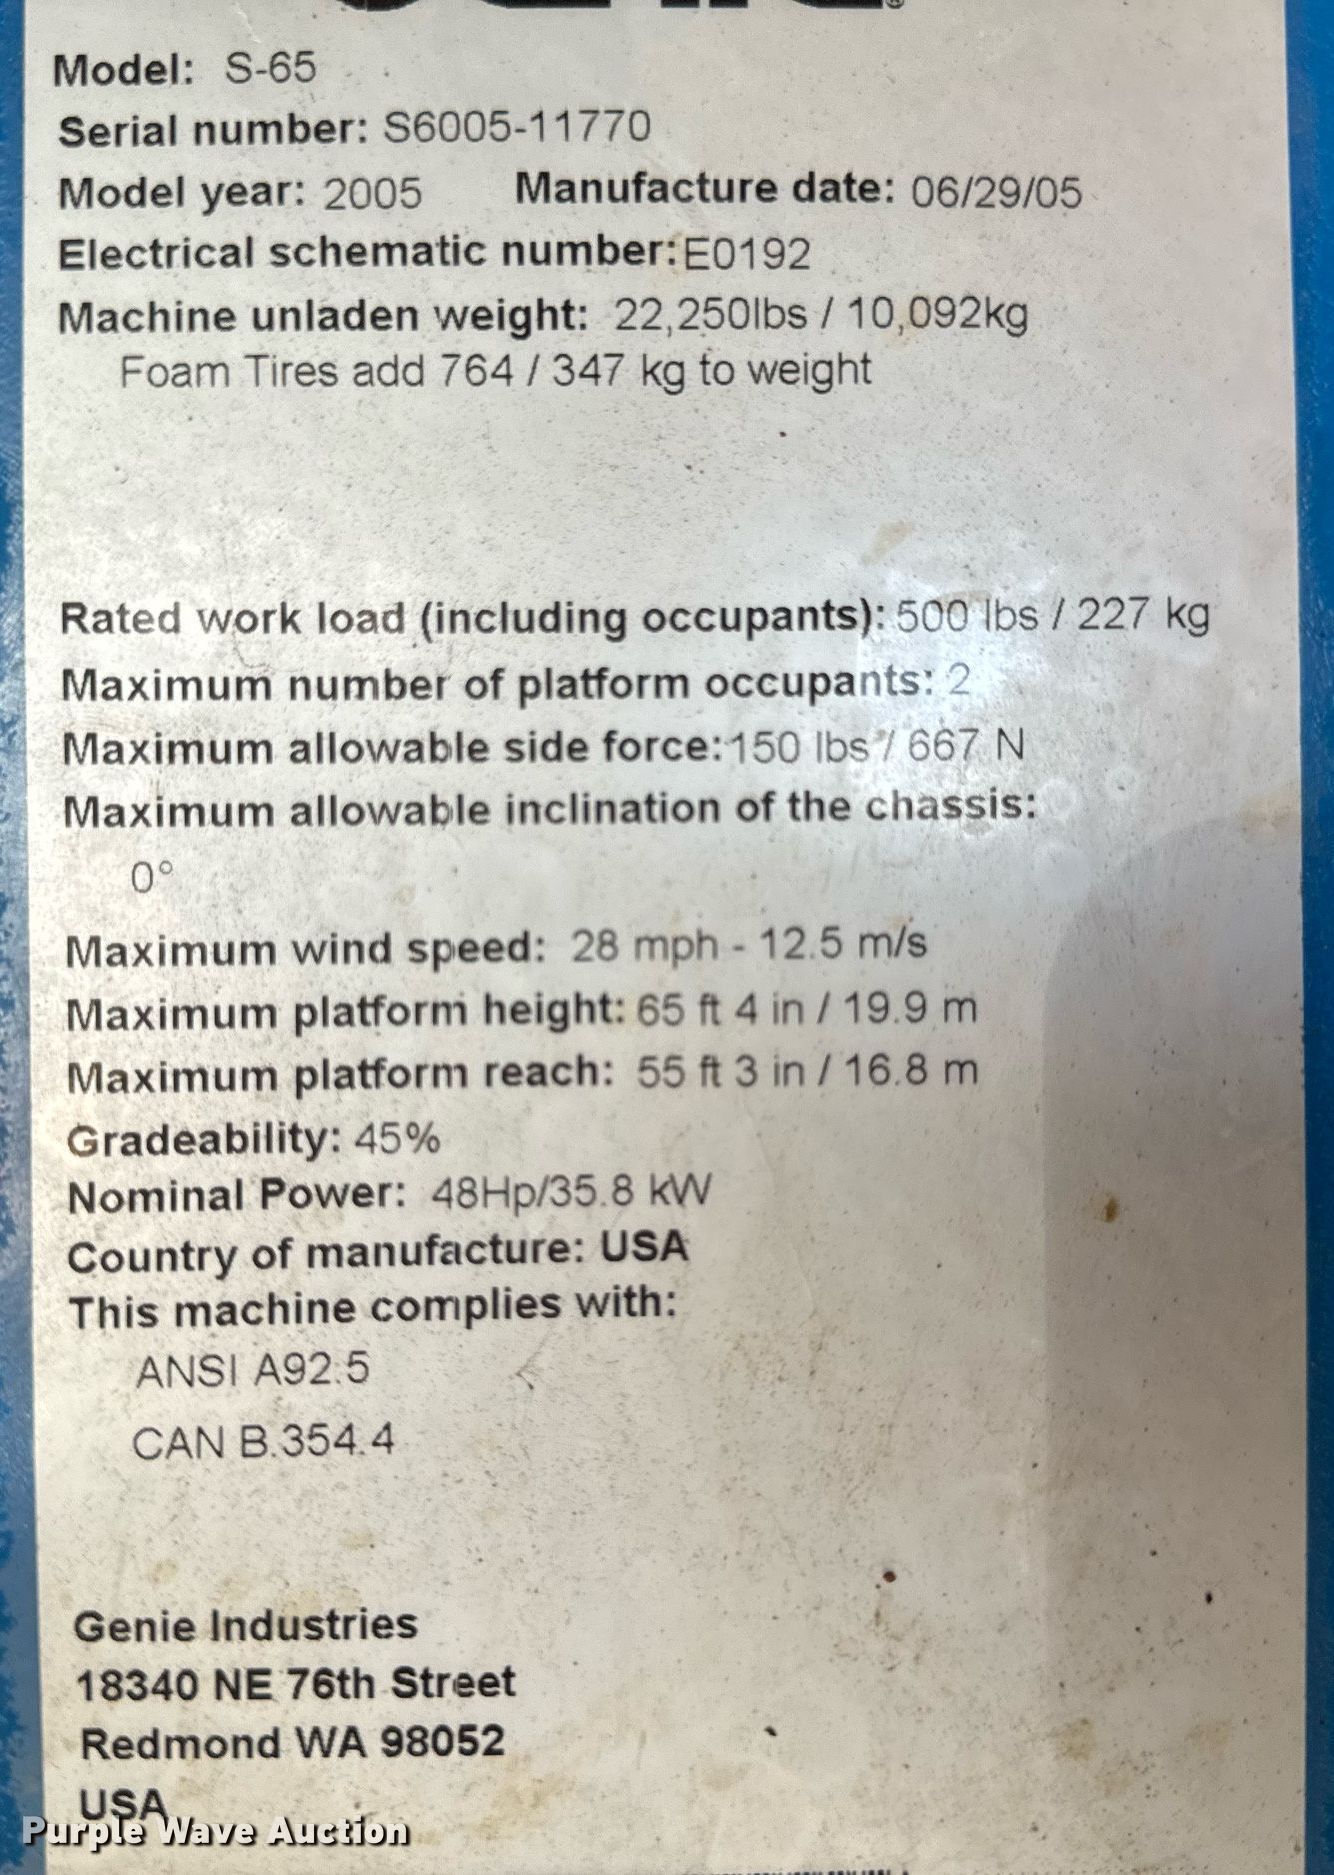 Model: S-65
Serial number: S6005-11770
Model year: 2005 Manufacture date: 06/29/05
Electrical schematic number: E0192
Machine unladen weight: 22,250lbs / 10,092kg
Foam Tires add 764 / 347 kg to weight
Rated work load (including occupants): 500 lbs / 227 kg
Maximum number of platform occupants: 2
Maximum allowable side force: 150 lbs / 667 N
Maximum allowable inclination of the chassis:
0°
Maximum wind speed: 28 mph - 12.5 m/s
Maximum platform height: 65 ft 4 in / 19.9 m
Maximum platform reach: 55 ft 3 in / 16.8 m
Gradeability: 45%
Nominal Power: 48Hp/35.8 kW
Country of manufacture: USA
This machine complies with:
ANSI A92.5
CAN B.354.4
Genie Industries
18340 NE 76th Street
Redmond WA 98052
USA
Purple Wave Auction